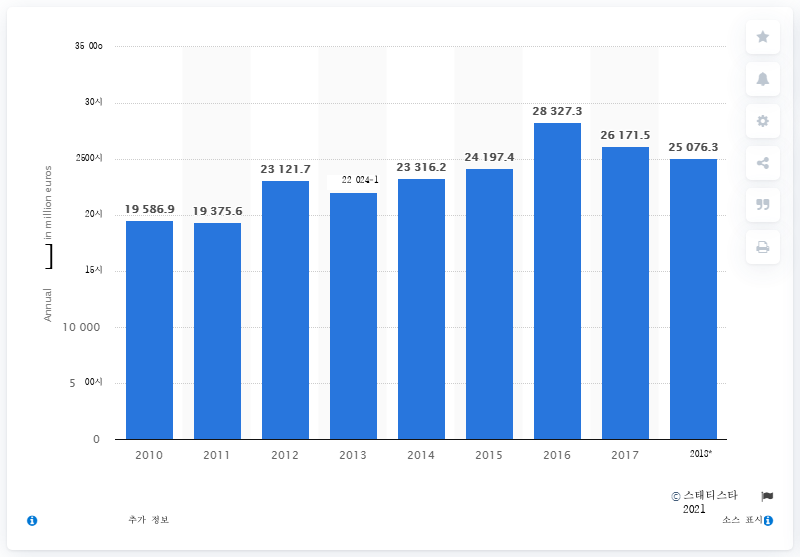 35 00o
30시
2500시
20시
15시
10 000
5 00시
0
Annual ] in million euros
19 586.9
19 375.6
23 121.7
22 024-1
23 316.2
24 197.4
28 327.3
26 171.5
25 076.3
2010 2011 2012 2013 2014 2015 2016 2017 2018*
© 스태티스타
2021
추가 정보
소스 표시